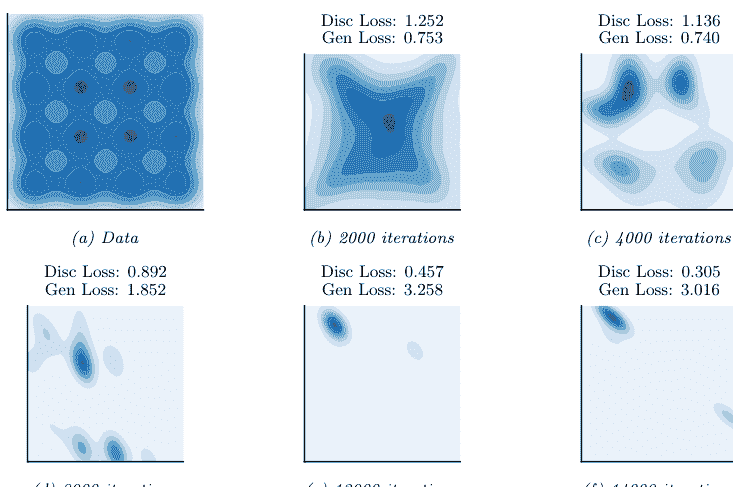 Disc Loss: 1.252
Gen Loss: 0.753
Disc Loss: 1.136
Gen Loss: 0.740
(a) Data
(b) 2000 iterations
(c) 4000 iterations
Disc Loss: 0.892
Gen Loss: 1.852
Disc Loss: 0.457
Gen Loss: 3.258
Disc Loss: 0.305
Gen Loss: 3.016